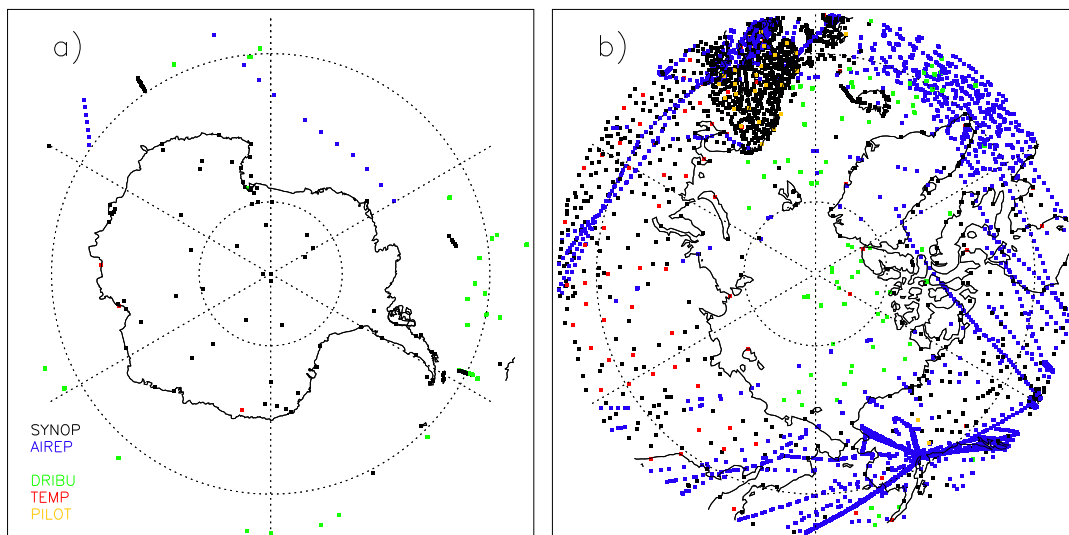 a)
b)
SYNOP
AIREP
DRIBU
TEMP
PILOT